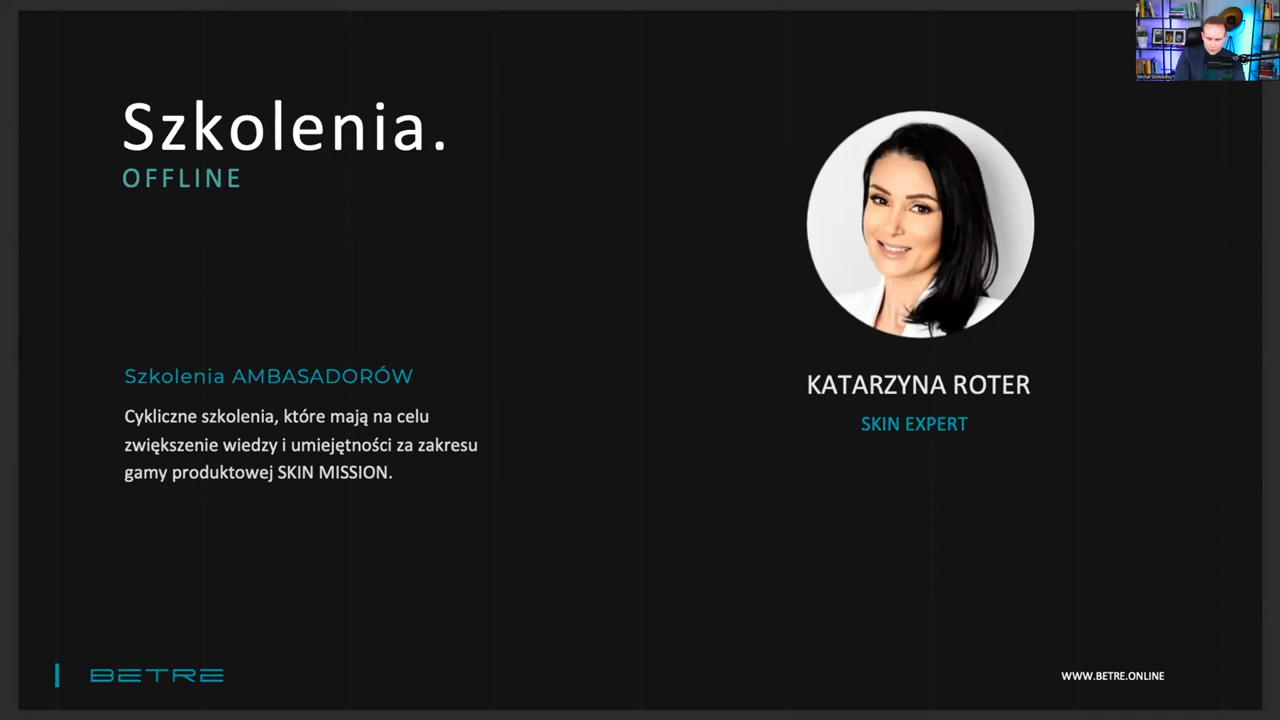 Szkolenia.
OFFLINE
Szkolenia AMBASADORÓW
Cykliczne szkolenia, które mają na celu
zwiększenie wiedzy i umiejętności za zakresu
gamy produktowej SKIN MISSION.
KATARZYNA ROTER
SKIN EXPERT
BETRE
WWW.BETRE.ONLINE